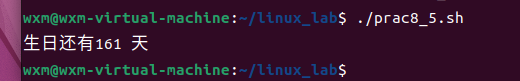 wxm@wxm-virtual-machine:~/linux_lab$ ./prac8_5.sh
生日还有161 天
wxm@wxm-virtual-machine:~/linux_lab$